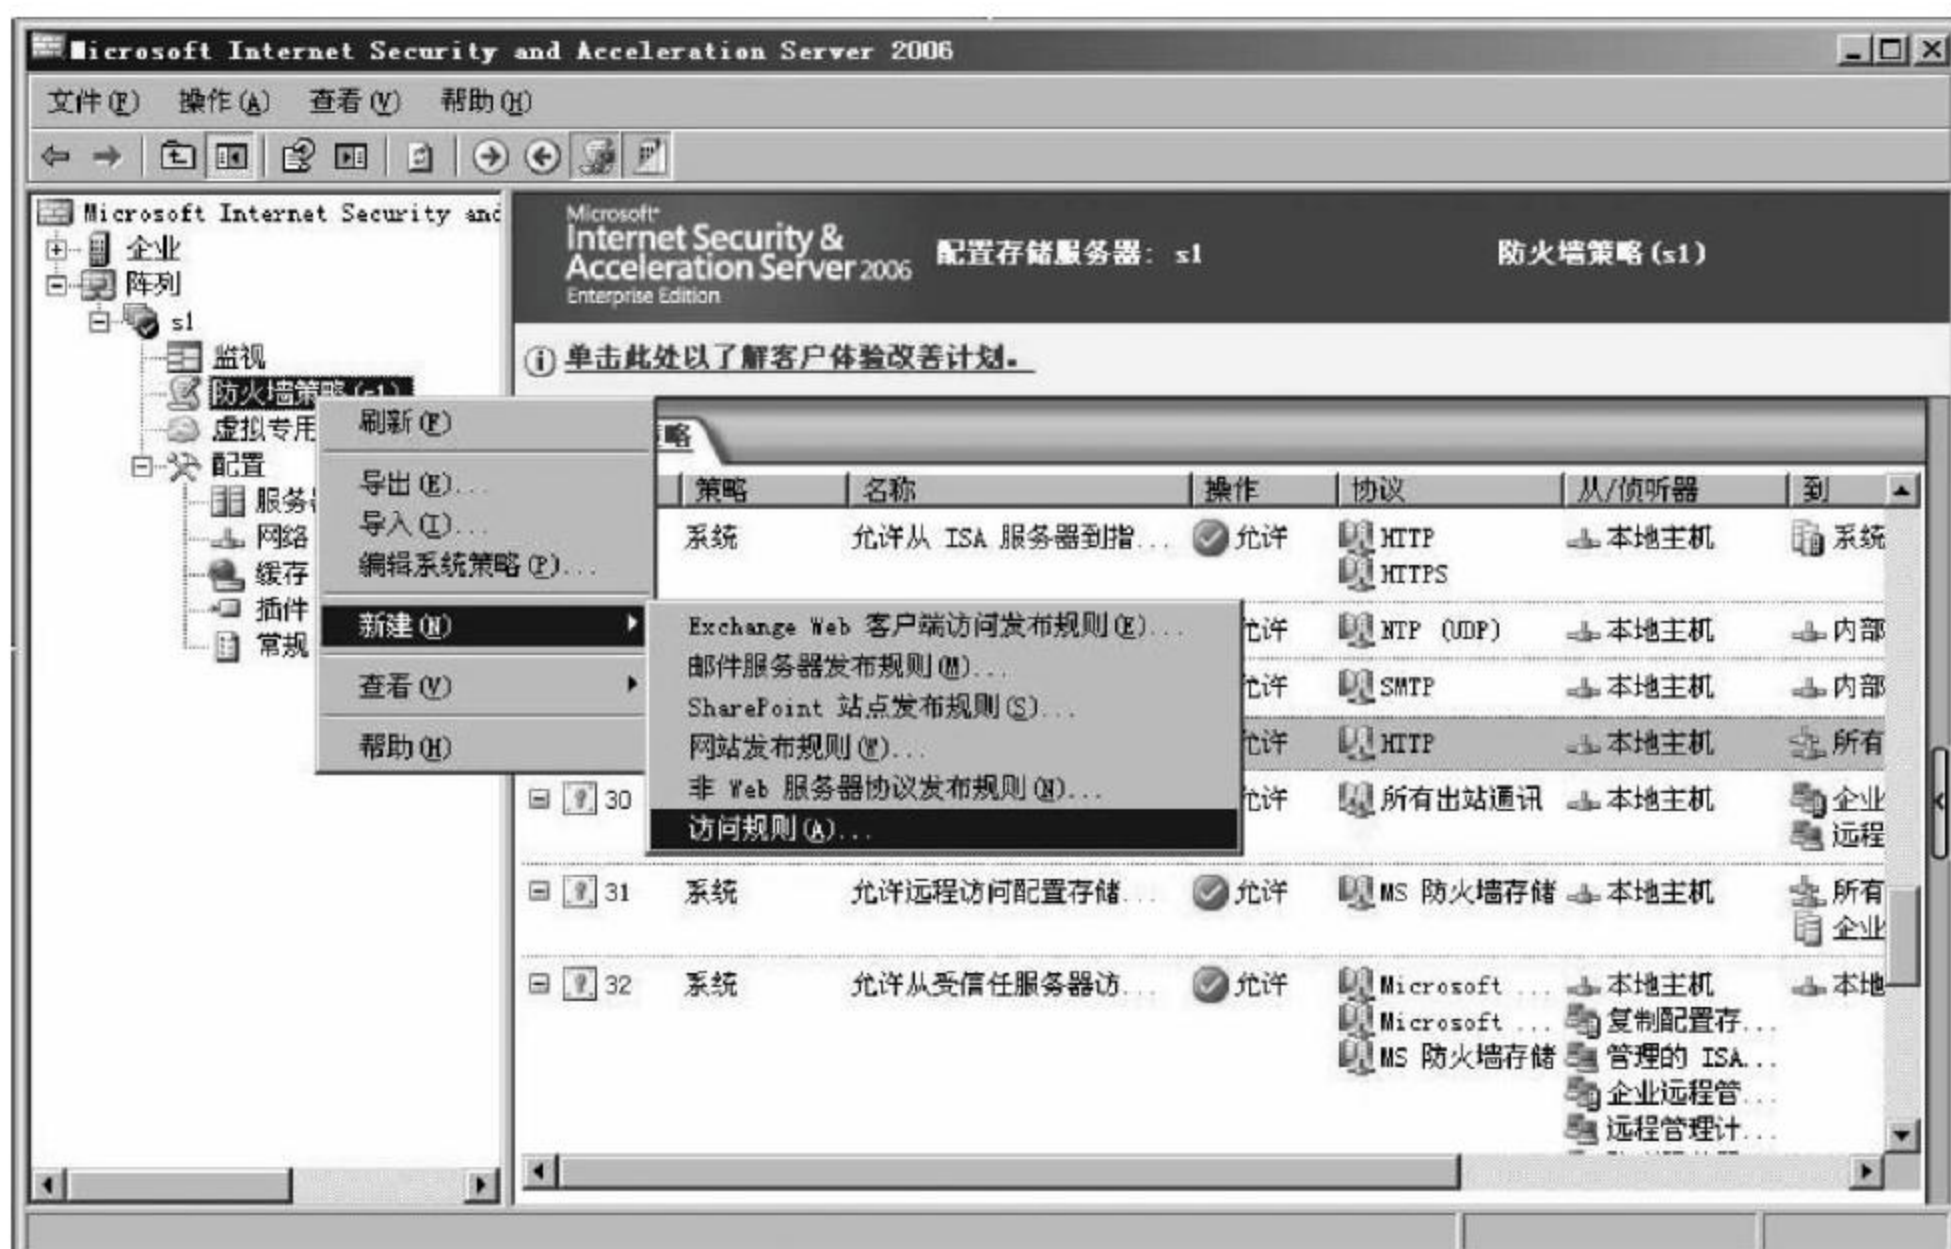 Microsoft Internet Security and Acceleration Server 2006
文件(F) 操作(A) 查看(V) 帮助(H)
Microsoft Internet Security and
企业
阵列
s1
监视
防火墙策略(s1)
虚拟专用
配置
服务
网络
缓存
插件
常规
Microsoft
Internet Security &
Acceleration Server 2006
Enterprise Edition
配置存储服务器: s1
防火墙策略(s1)
单击此处以了解客户体验改善计划。
刷新(F)
导出(E)...
导入(I)...
编辑系统策略(P)...
新建(N)
查看(V)
帮助(H)
Exchange Web 客户端访问发布规则(E)...
邮件服务器发布规则(M)...
SharePoint 站点发布规则(S)...
网站发布规则(W)...
非 Web 服务器协议发布规则(N)...
访问规则(A)...
略
策略 名称 操作 协议 从/侦听器 到
系统 允许从 ISA 服务器到指... 允许 HTTP 本地主机 系统
HTTPS
允许 NTP (UDP) 本地主机 内部
允许 SMTP 本地主机 内部
允许 HTTP 本地主机 所有
30 允许 所有出站通讯 本地主机 企业
远程
31 系统 允许远程访问配置存储... 允许 MS 防火墙存储 本地主机 所有
企业
32 系统 允许从受信任服务器访... 允许 Microsoft ... 本地主机 本地
Microsoft ... 复制配置存...
MS 防火墙存储 管理的 ISA...
企业远程管...
远程管理计...